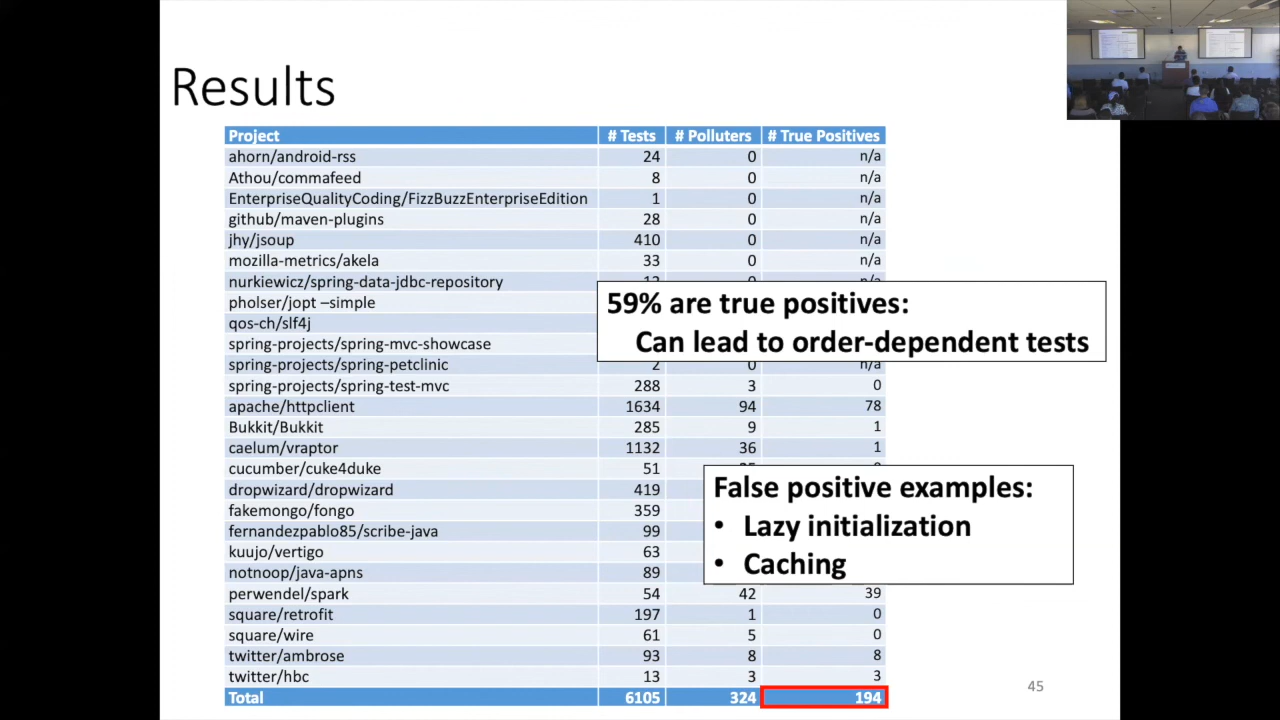 Results
Project # Tests # Polluters # True Positives
ahorn/android-rss 24 0 n/a
Athou/commafeed 8 0 n/a
EnterpriseQualityCoding/FizzBuzzEnterpriseEdition 1 0 n/a
github/maven-plugins 28 0 n/a
jhy/jsoup 410 0 n/a
mozilla-metrics/akela 33 0 n/a
nurkiewicz/spring-data-jdbc-repository
pholser/jopt –simple
qos-ch/slf4j
spring-projects/spring-mvc-showcase
spring-projects/spring-petclinic 2 0 n/a
spring-projects/spring-test-mvc 288 3 0
apache/httpclient 1634 94 78
Bukkit/Bukkit 285 9 1
caelum/vraptor 1132 36 1
cucumber/cuke4duke 51
dropwizard/dropwizard 419
fakemongo/fongo 359
fernandezpablo85/scribe-java 99
kuujo/vertigo 63
notnoop/java-apns 89
perwendel/spark 54 42 39
square/retrofit 197 1 0
square/wire 61 5 0
twitter/ambrose 93 8 8
twitter/hbc 13 3 3
Total 6105 324 194
59% are true positives:
Can lead to order-dependent tests
False positive examples:
• Lazy initialization
• Caching
45